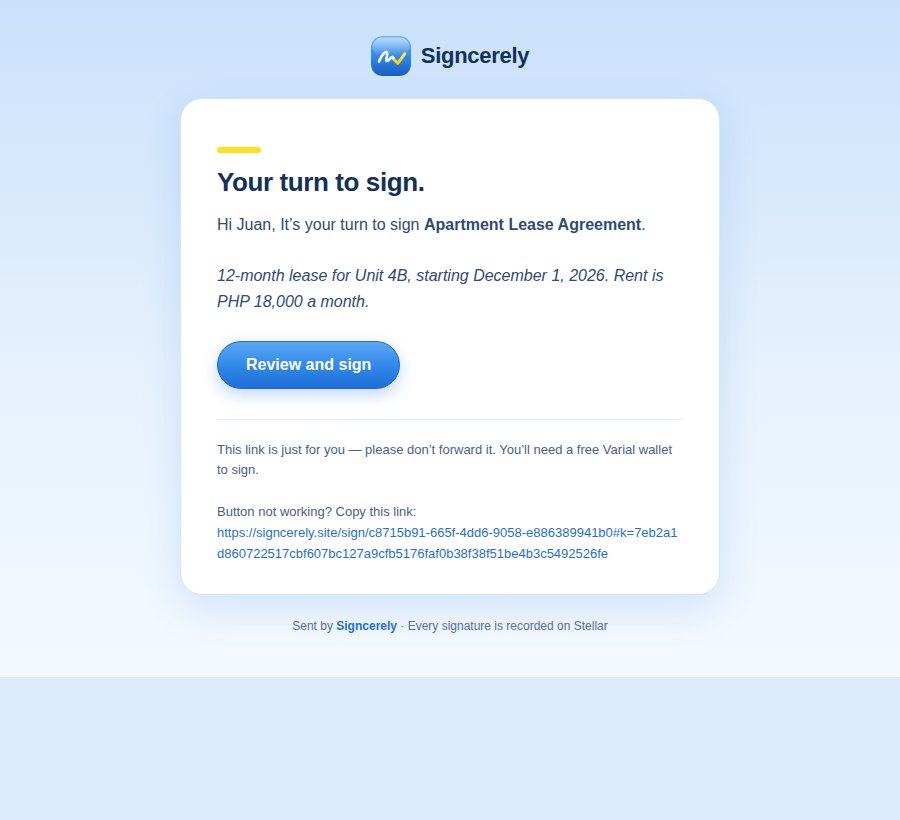 Signcerely
Your turn to sign.
Hi Juan, It’s your turn to sign Apartment Lease Agreement.
12-month lease for Unit 4B, starting December 1, 2026. Rent is
PHP 18,000 a month.
Review and sign
This link is just for you — please don’t forward it. You’ll need a free Varial wallet
to sign.
Button not working? Copy this link:
https://signcerely.site/sign/c8715b91-665f-4dd6-9058-e886389941b0#k=7eb2a1
d860722517cbf607bc127a9cfb5176faf0b38f38f51be4b3c5492526fe
Sent by Signcerely · Every signature is recorded on Stellar